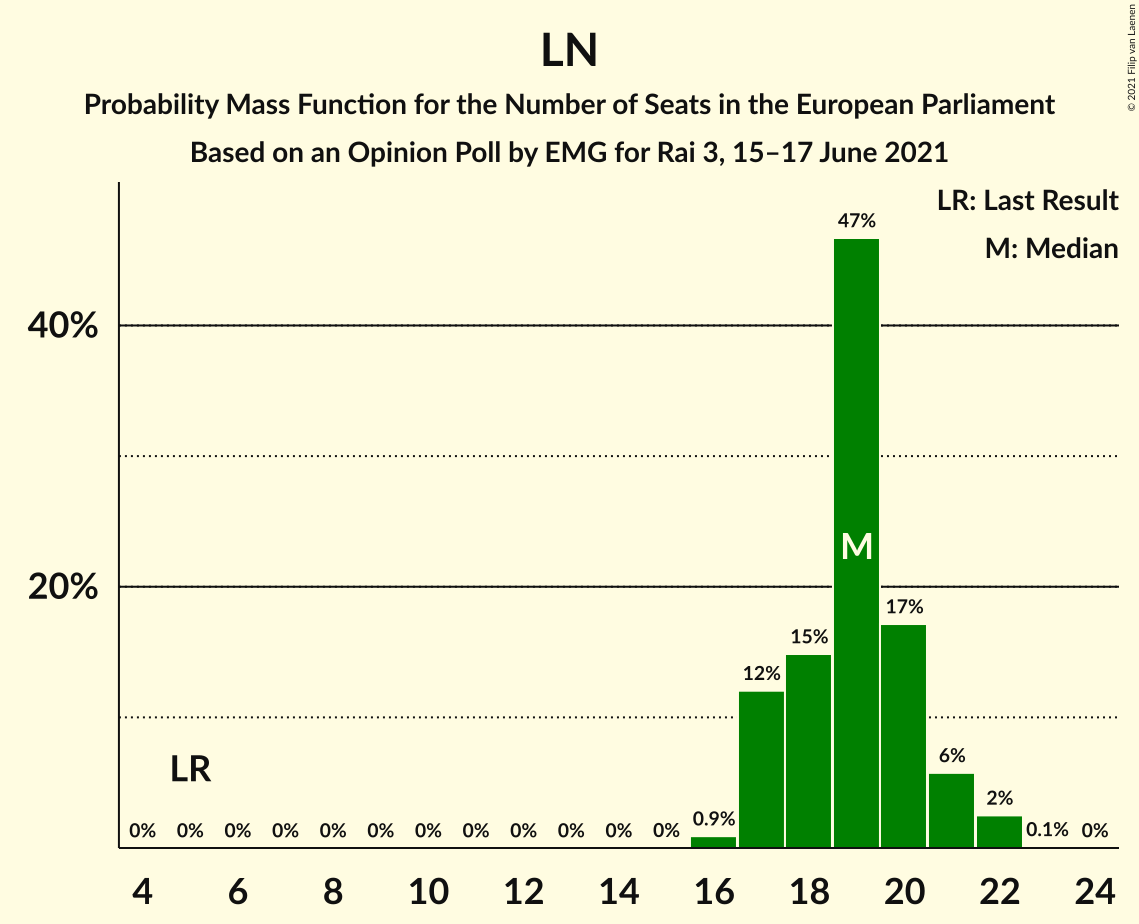 LN
Probability Mass Function for the Number of Seats in the European Parliament
Based on an Opinion Poll by EMG for Rai 3, 15–17 June 2021
© 2021 Filip van Laenen
LR: Last Result
M: Median
40%
20%
47%
M
17%
15%
12%
6%
2%
LR
0% 0% 0% 0% 0% 0% 0% 0% 0% 0% 0% 0% 0.9% 0.1% 0%
4 6 8 10 12 14 16 18 20 22 24